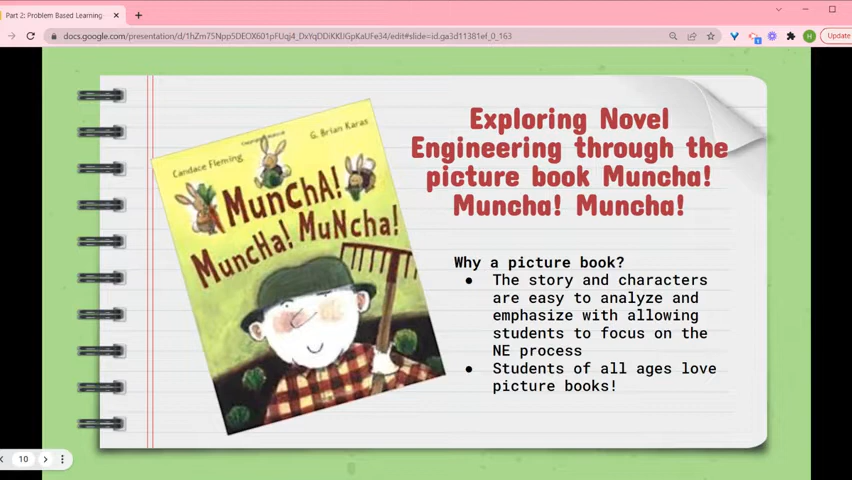 Part 2: Problem Based Learning
docs.google.com/presentation/d/1hZm75Npp5DEOX601pFUqj4_DxYqDDiKKUGpKaUFe34/edit#slide=id.ga3d11381ef_0_163
H
Update
Candace Fleming
G. Brian Karas
MuncHA!
MuncHa! MuNcha!
Exploring Novel
Engineering through the
picture book Muncha!
Muncha! Muncha!
Why a picture book?
● The story and characters
are easy to analyze and
emphasize with allowing
students to focus on the
NE process
● Students of all ages love
picture books!
10